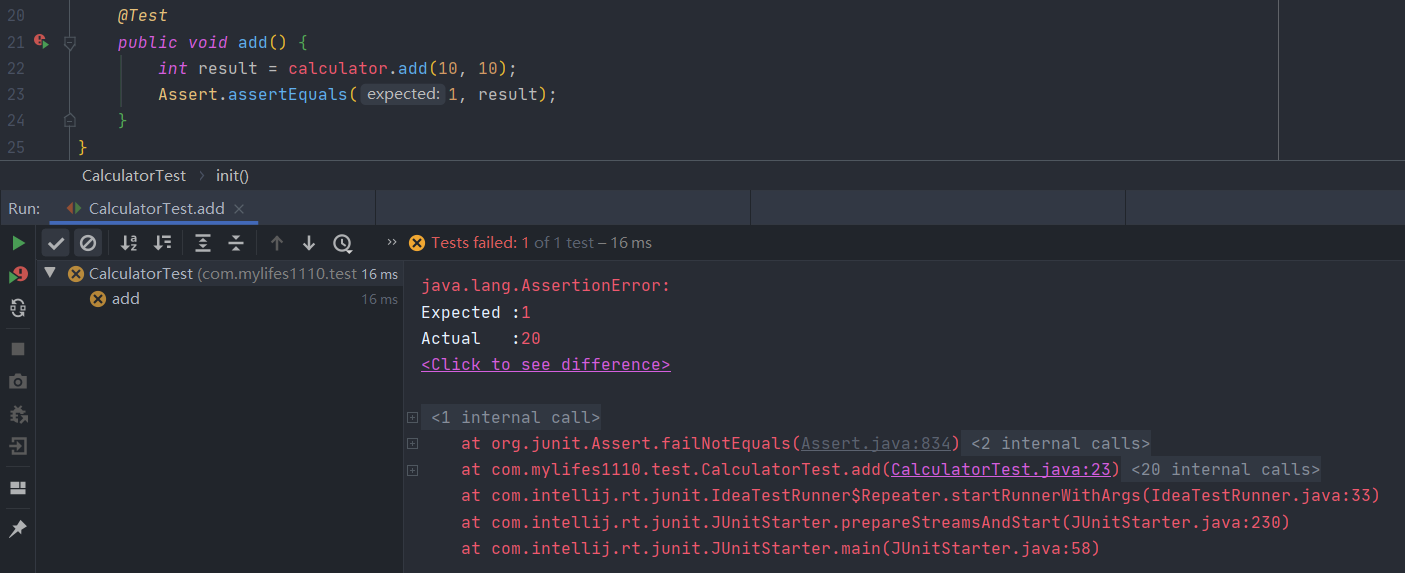 20 @Test
21 public void add() {
22 int result = calculator.add(10, 10);
23 Assert.assertEquals( expected: 1, result);
24 }
25 }
CalculatorTest › init()
Run: CalculatorTest.add ×
» Tests failed: 1 of 1 test – 16 ms
CalculatorTest (com.mylifes1110.test 16 ms
add 16 ms
java.lang.AssertionError:
Expected :1
Actual :20
<Click to see difference>
<1 internal call>
at org.junit.Assert.failNotEquals(Assert.java:834) <2 internal calls>
at com.mylifes1110.test.CalculatorTest.add(CalculatorTest.java:23) <20 internal calls>
at com.intellij.rt.junit.IdeaTestRunner$Repeater.startRunnerWithArgs(IdeaTestRunner.java:33)
at com.intellij.rt.junit.JUnitStarter.prepareStreamsAndStart(JUnitStarter.java:230)
at com.intellij.rt.junit.JUnitStarter.main(JUnitStarter.java:58)